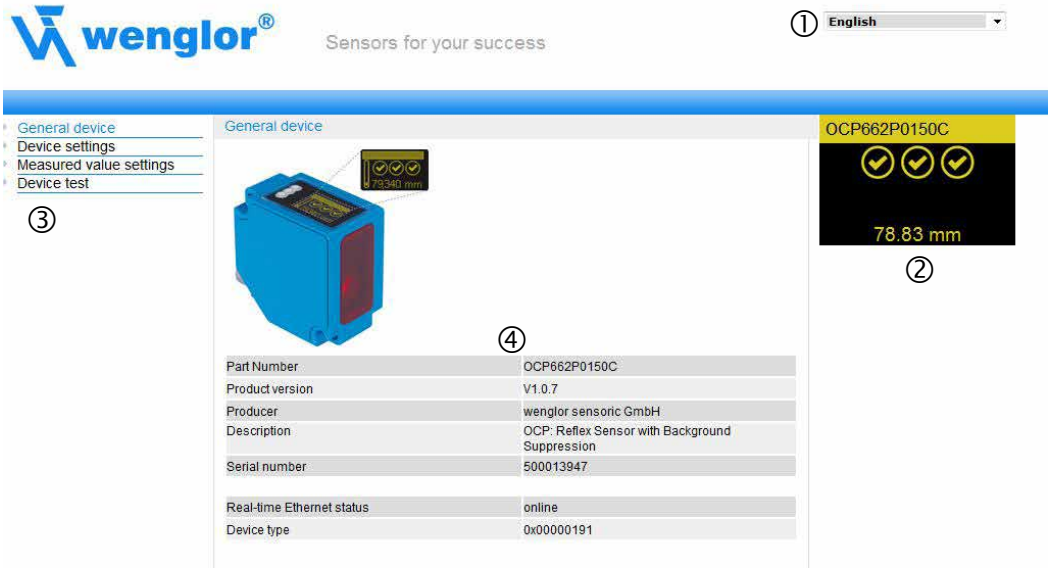 wenglor®
Sensors for your success
① English
General device
Device settings
Measured value settings
Device test
③
General device
79,340 mm
④
Part Number OCP662P0150C
Product version V1.0.7
Producer wenglor sensoric GmbH
Description OCP: Reflex Sensor with Background
Suppression
Serial number 500013947
Real-time Ethernet status online
Device type 0x00000191
OCP662P0150C
78.83 mm
②